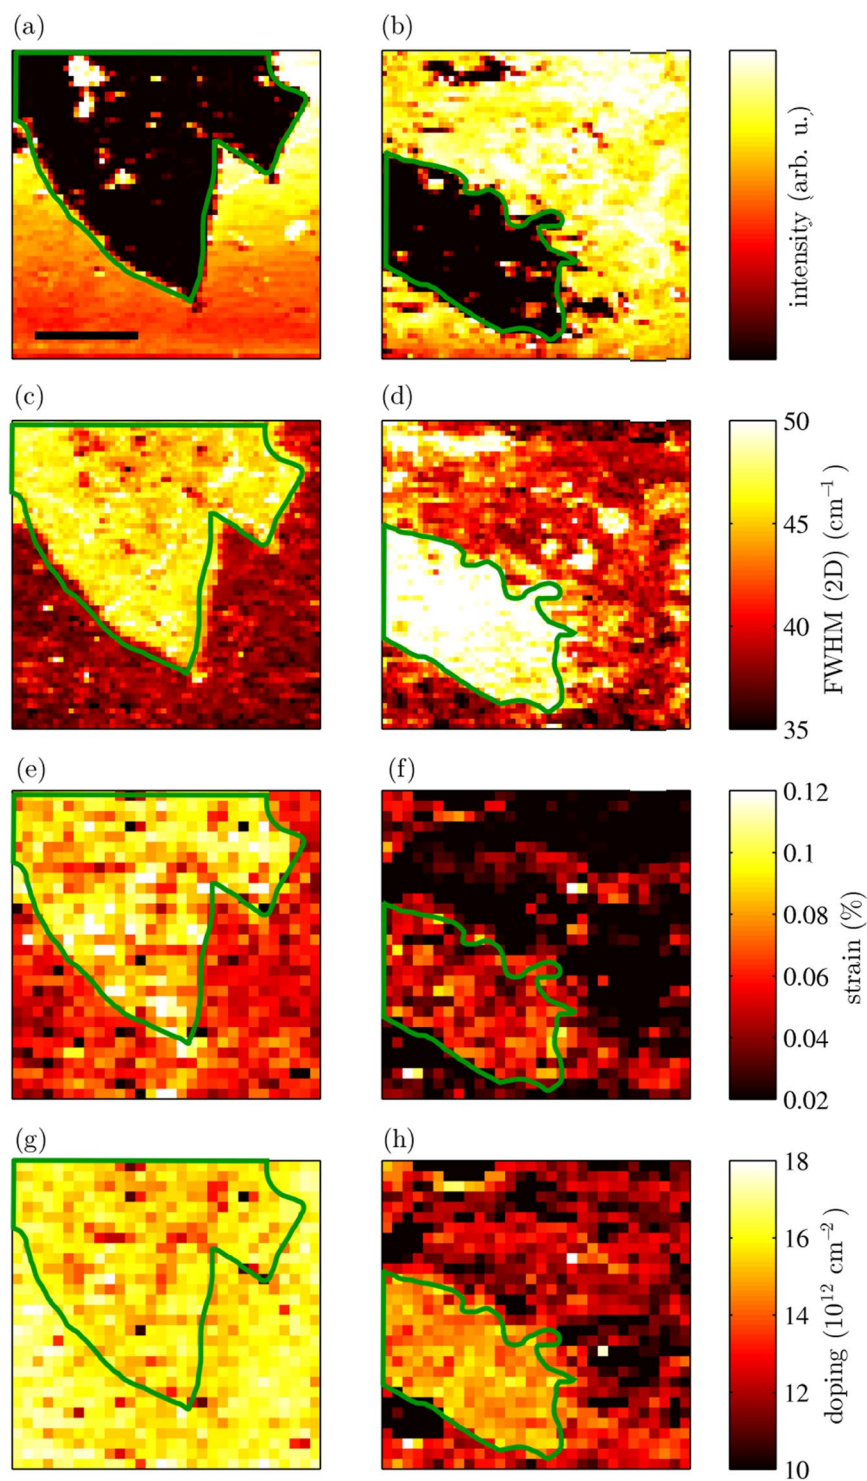 (a)
(b)
intensity (arb. u.)
(c)
(d)
50
45
40
35
FWHM (2D) (cm⁻¹)
(e)
(f)
0.12
0.1
0.08
0.06
0.04
0.02
strain (%)
(g)
(h)
18
16
14
12
10
doping (10¹² cm⁻²)